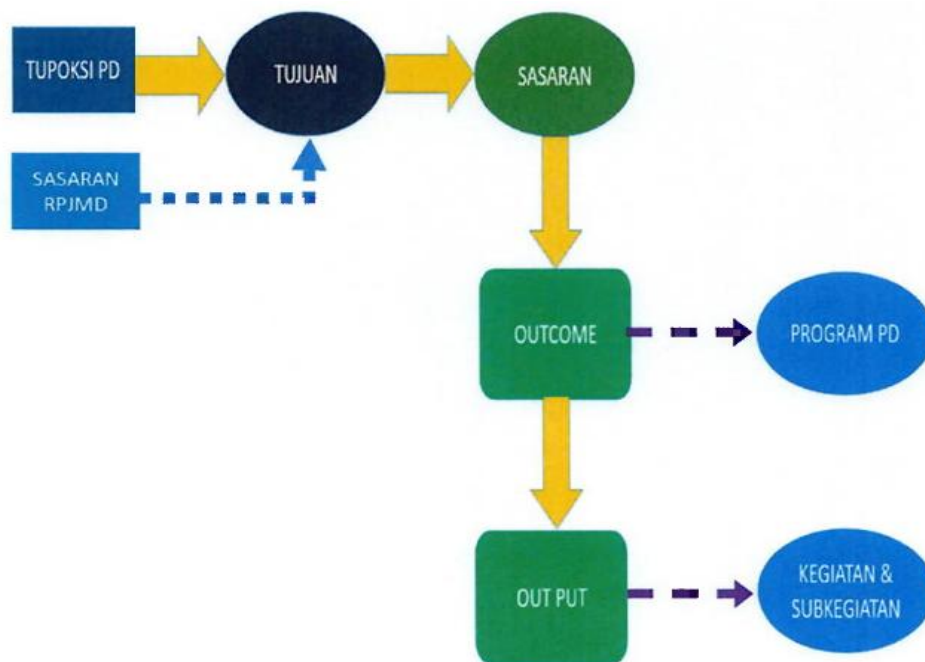 TUPOKSI PD
TUJUAN
SASARAN
SASARAN
RPJMD
OUTCOME
PROGRAM PD
OUT PUT
KEGIATAN &
SUBKEGIATAN